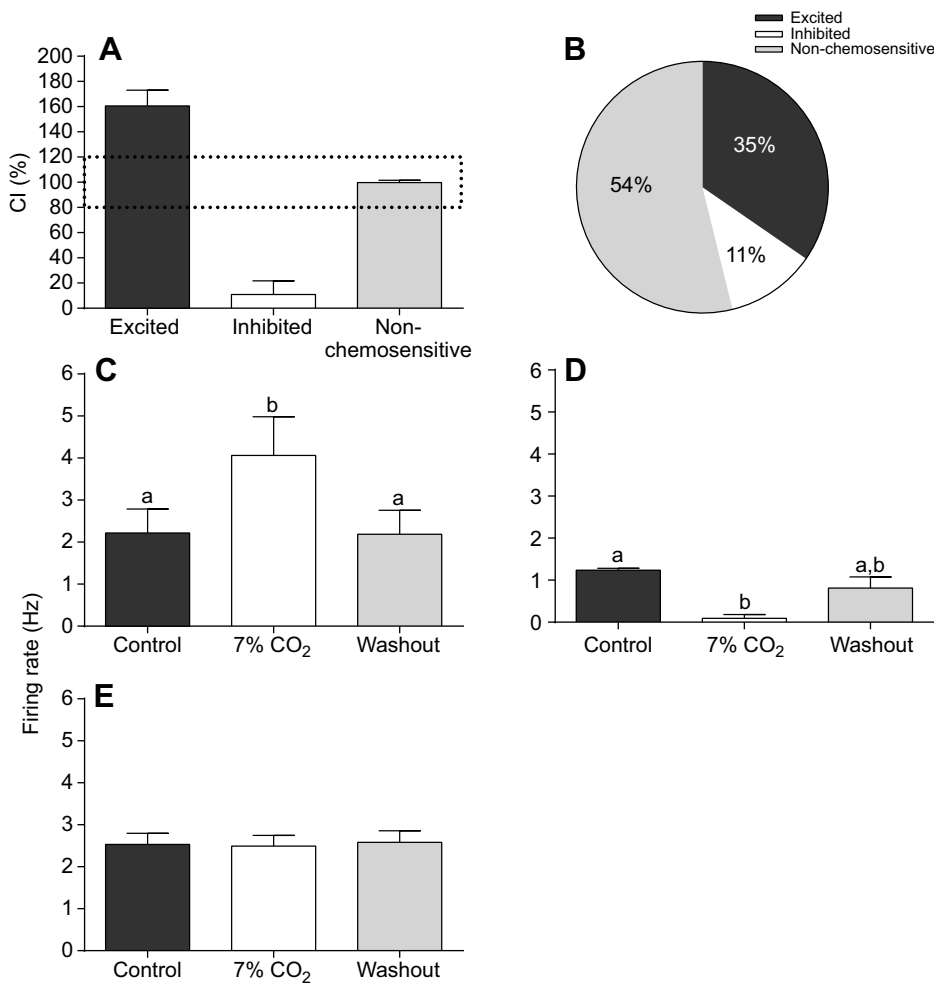 A
CI (%)
200
180
160
140
120
100
80
60
40
20
0
Excited
Inhibited
Non-
chemosensitive
Excited
Inhibited
Non-chemosensitive
B
35%
54%
11%
C
6
5
4
3
2
1
0
a
b
a
Control
7% CO₂
Washout
D
6
5
4
3
2
1
0
a
b
a,b
Control
7% CO₂
Washout
Firing rate (Hz)
E
6
5
4
3
2
1
0
Control
7% CO₂
Washout